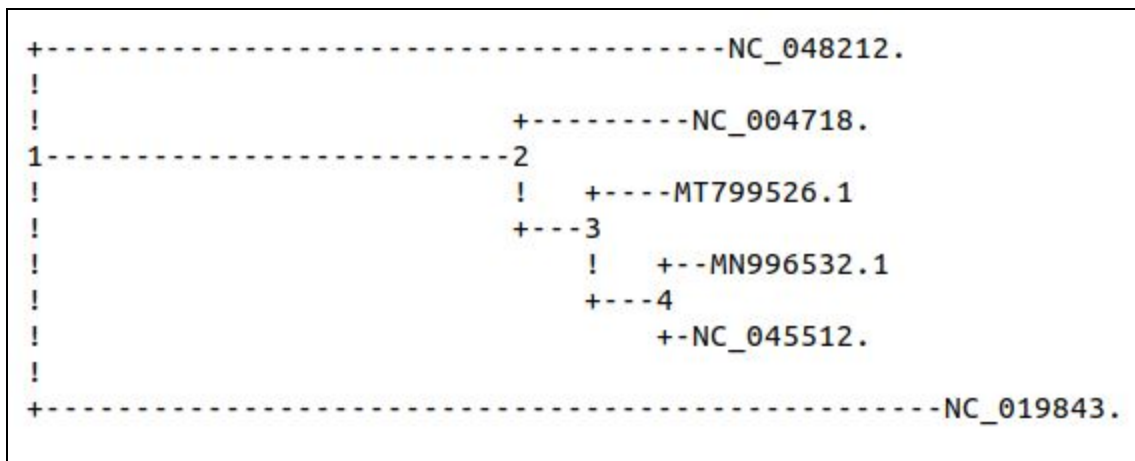 +--------------------------------------NC_048212.
!
!                          +---------NC_004718.
1--------------------------2
!                          !   +----MT799526.1
!                          +---3
!                              !   +--MN996532.1
!                              +---4
!                                  +-NC_045512.
!
+--------------------------------------------------NC_019843.